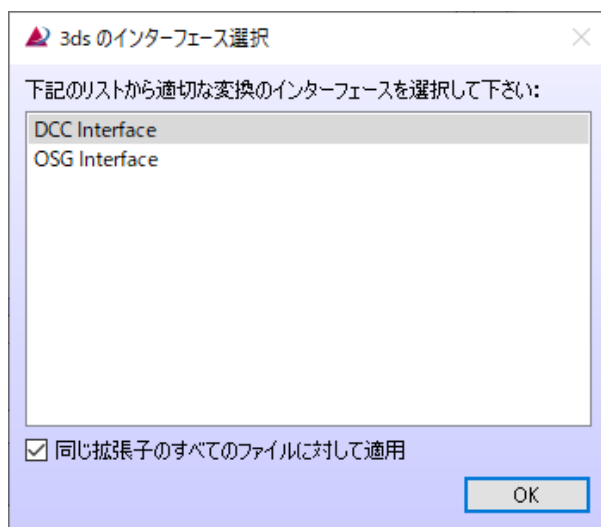 3ds のインターフェース選択
下記のリストから適切な変換のインターフェースを選択して下さい:
DCC Interface
OSG Interface
同じ拡張子のすべてのファイルに対して適用
OK